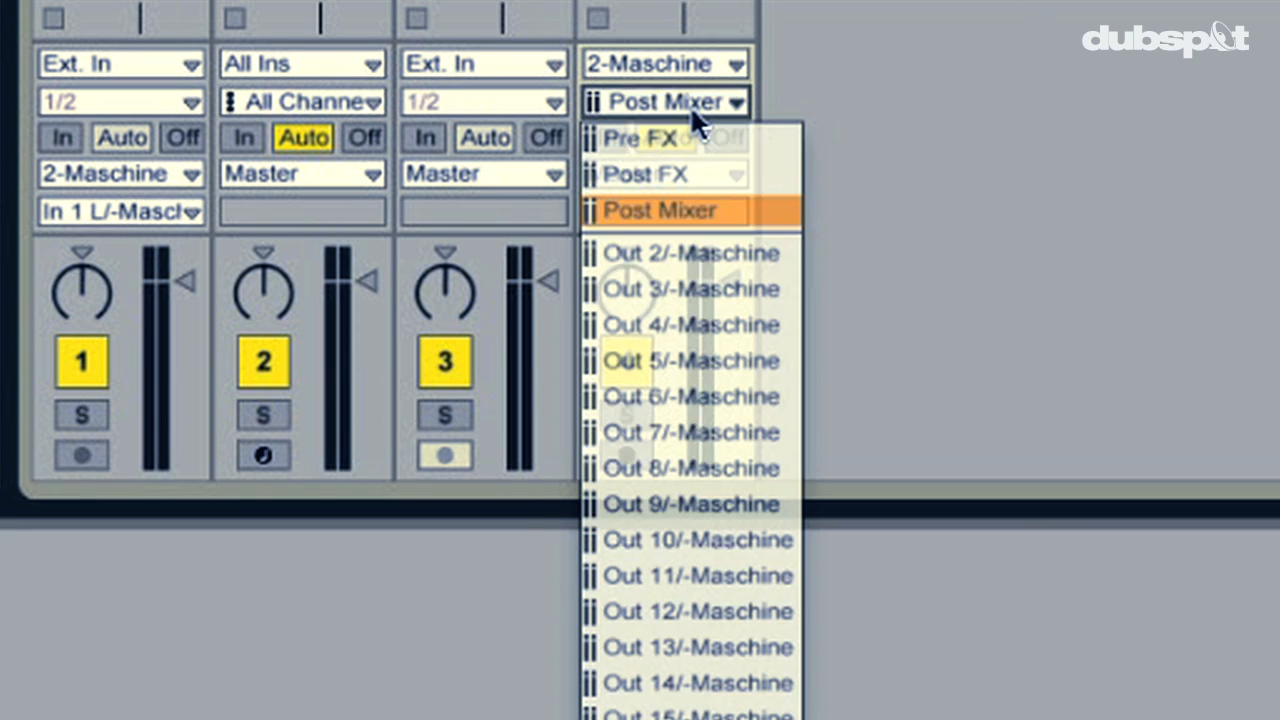 dubspot
Ext. In
All Ins
Ext. In
2-Maschine
1/2
All Channe
1/2
Post Mixer
In Auto Off
In Auto Off
In Auto Off
Pre FX
2-Maschine
Master
Master
Post FX
In 1 L/-Mascl
Post Mixer
Out 2/-Maschine
Out 3/-Maschine
Out 4/-Maschine
1
2
3
Out 5/-Maschine
Out 6/-Maschine
S
S
S
Out 7/-Maschine
Out 8/-Maschine
Out 9/-Maschine
Out 10/-Maschine
Out 11/-Maschine
Out 12/-Maschine
Out 13/-Maschine
Out 14/-Maschine
Out 15/-Maschine